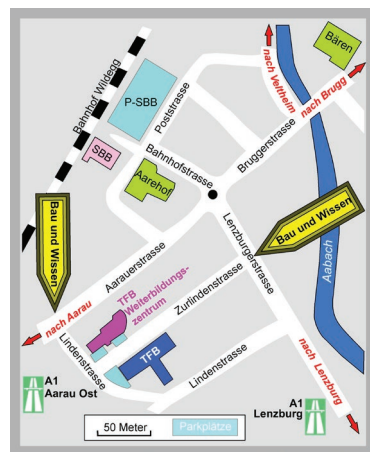 Bären
nach Veltheim
nach Brugg
Bahnhof Wildegg
P-SBB
Poststrasse
Bruggerstrasse
SBB
Bahnhofstrasse
Aarehof
Bau und Wissen
Bau und Wissen
Lenzburgerstrasse
Aabach
Aarauerstrasse
TFB
Weiterbildungs-
zentrum
Zurlindenstrasse
nach Aarau
Lindenstrasse
TFB
Lindenstrasse
nach Lenzburg
A1
Aarau Ost
A1
Lenzburg
50 Meter
Parkplätze